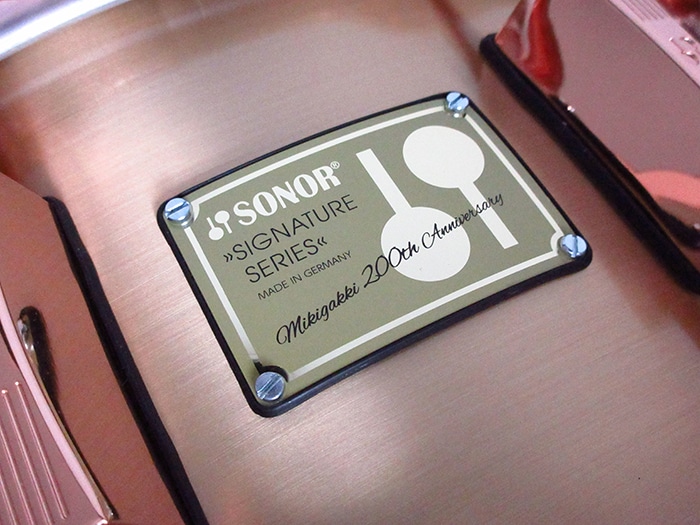 SONOR®
»SIGNATURE
SERIES«
MADE IN GERMANY
Mikigakki 200th Anniversary